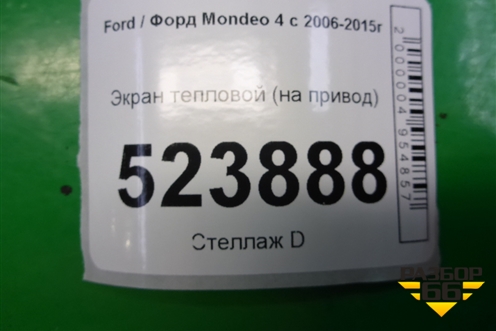 Ford / Форд Mondeo 4 с 2006-2015г
Экран тепловой (на привод)
523888
Стеллаж D
2000004954857
РАЗБОР
66